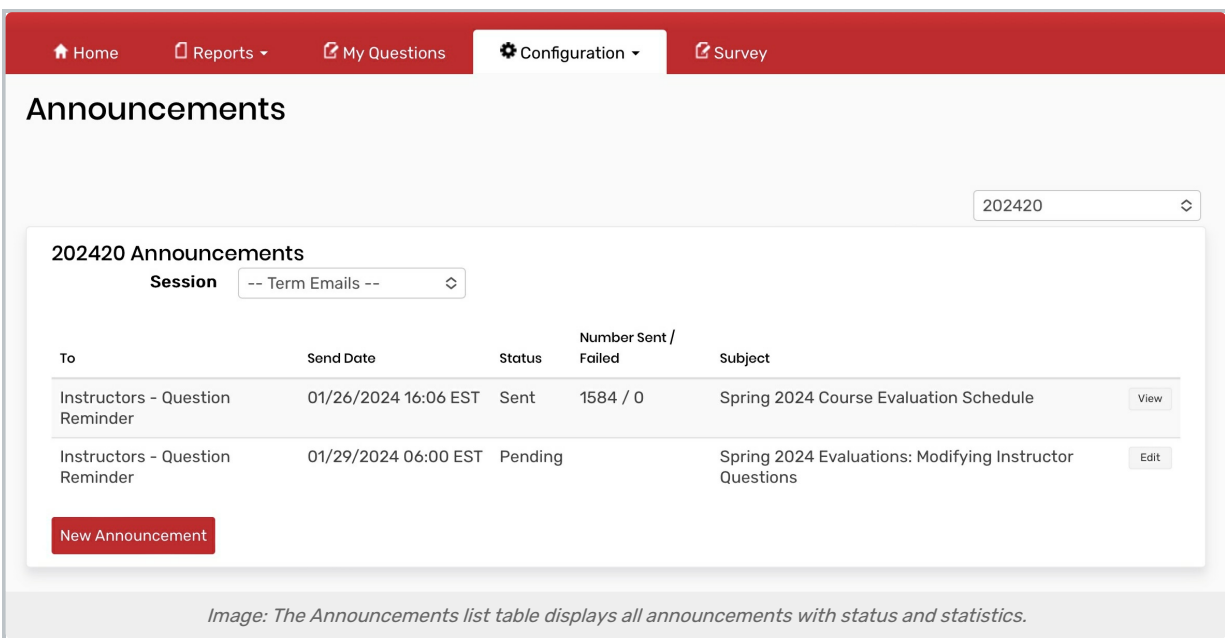 Home Reports My Questions Configuration Survey
Announcements
202420
202420 Announcements
Session -- Term Emails --
Number Sent /
To Send Date Status Failed Subject
Instructors - Question 01/26/2024 16:06 EST Sent 1584 / 0 Spring 2024 Course Evaluation Schedule View
Reminder
Instructors - Question 01/29/2024 06:00 EST Pending Spring 2024 Evaluations: Modifying Instructor Edit
Reminder Questions
New Announcement
Image: The Announcements list table displays all announcements with status and statistics.